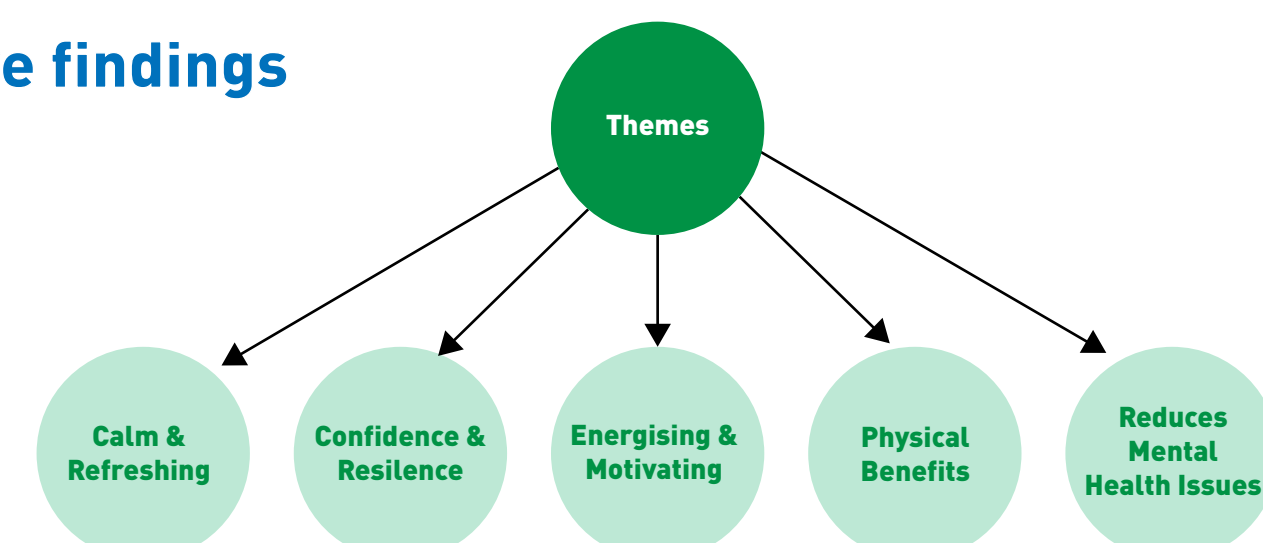 e findings
Themes
Calm &
Refreshing
Confidence &
Resilence
Energising &
Motivating
Physical
Benefits
Reduces
Mental
Health Issues